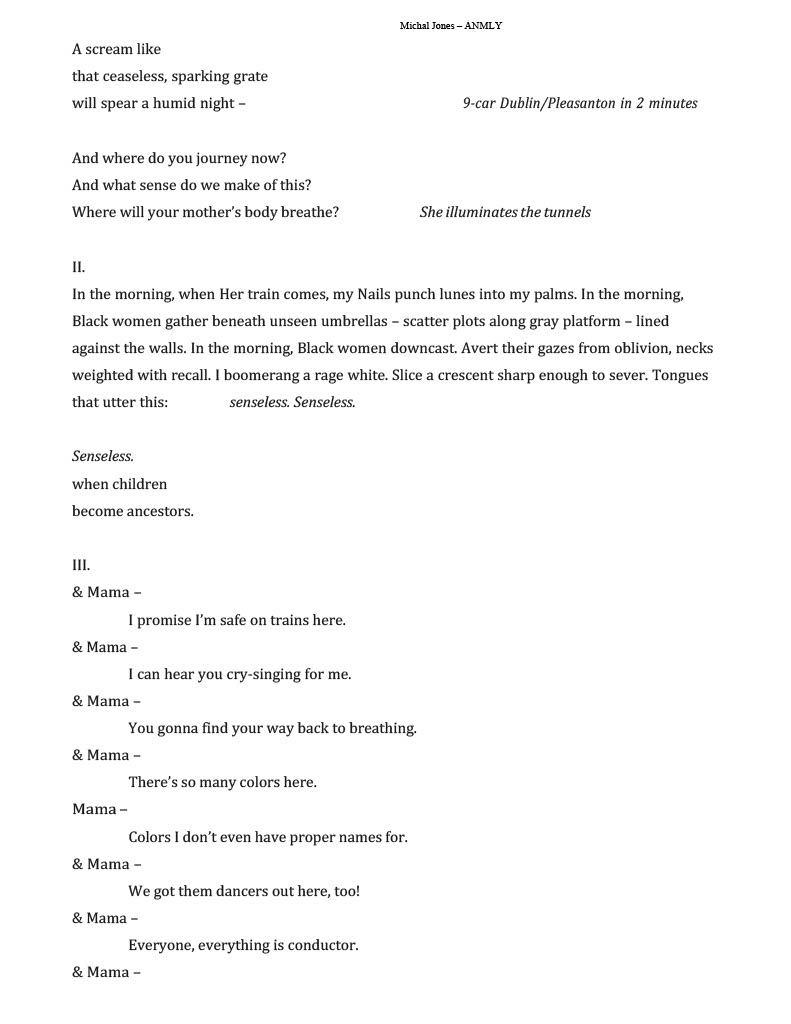 Michal Jones – ANMLY
A scream like
that ceaseless, sparking grate
will spear a humid night – 9-car Dublin/Pleasanton in 2 minutes
And where do you journey now?
And what sense do we make of this?
Where will your mother’s body breathe? She illuminates the tunnels
II.
In the morning, when Her train comes, my Nails punch lunes into my palms. In the morning,
Black women gather beneath unseen umbrellas – scatter plots along gray platform – lined
against the walls. In the morning, Black women downcast. Avert their gazes from oblivion, necks
weighted with recall. I boomerang a rage white. Slice a crescent sharp enough to sever. Tongues
that utter this: senseless. Senseless.
Senseless.
when children
become ancestors.
III.
& Mama –
I promise I’m safe on trains here.
& Mama –
I can hear you cry-singing for me.
& Mama –
You gonna find your way back to breathing.
& Mama –
There’s so many colors here.
Mama –
Colors I don’t even have proper names for.
& Mama –
We got them dancers out here, too!
& Mama –
Everyone, everything is conductor.
& Mama –